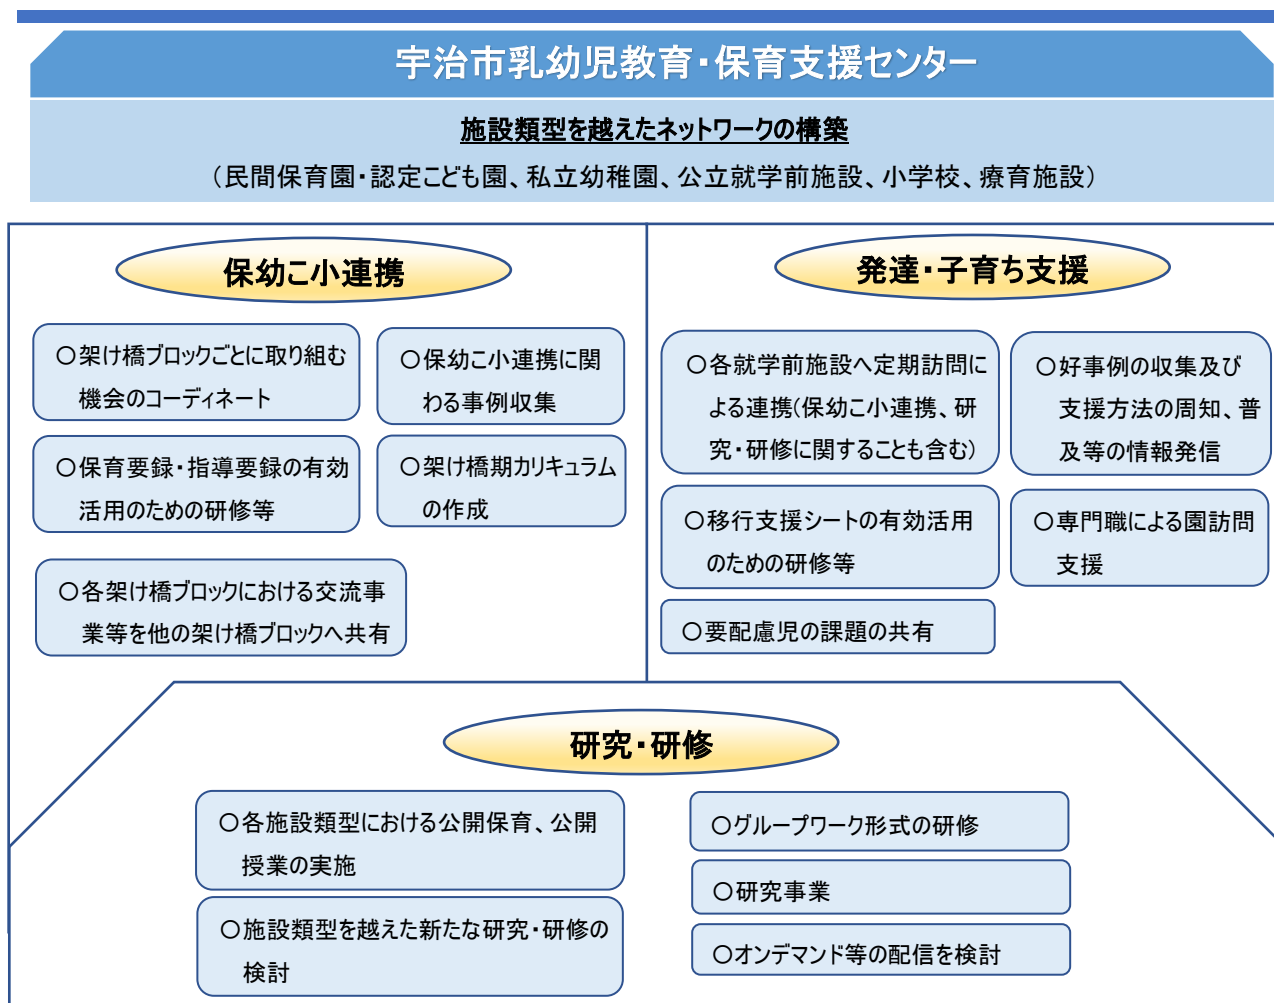 宇治市乳幼児教育・保育支援センター
施設類型を越えたネットワークの構築
（民間保育園・認定こども園、私立幼稚園、公立就学前施設、小学校、療育施設）
保幼こ小連携
〇架け橋ブロックごとに取り組む
機会のコーディネート
〇保幼こ小連携に関
わる事例収集
〇保育要録・指導要録の有効
活用のための研修等
〇架け橋期カリキュラム
の作成
〇各架け橋ブロックにおける交流事
業等を他の架け橋ブロックへ共有
発達・子育ち支援
〇各就学前施設へ定期訪問に
よる連携(保幼こ小連携、研
究・研修に関することも含む)
〇好事例の収集及び
支援方法の周知、普
及等の情報発信
〇移行支援シートの有効活用
のための研修等
〇専門職による園訪問
支援
〇要配慮児の課題の共有
研究・研修
〇各施設類型における公開保育、公開
授業の実施
〇グループワーク形式の研修
〇研究事業
〇施設類型を越えた新たな研究・研修の
検討
〇オンデマンド等の配信を検討